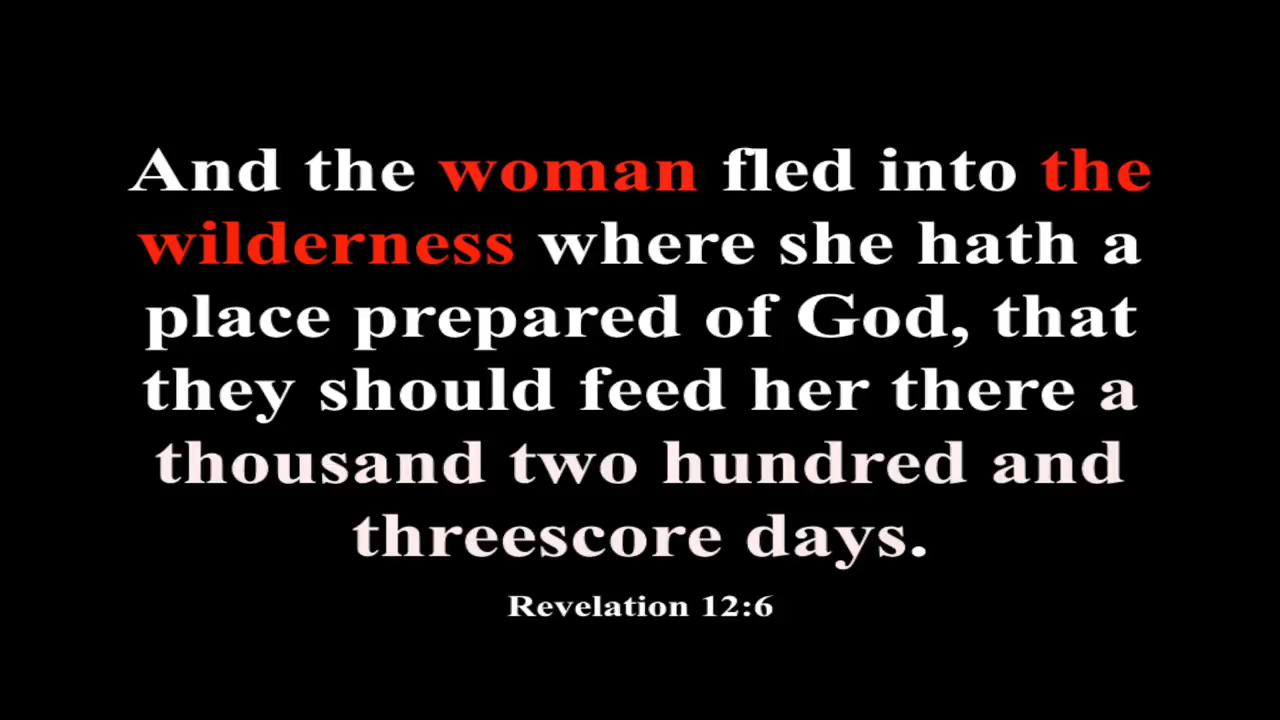 And the woman fled into the
wilderness where she hath a
place prepared of God, that
they should feed her there a
thousand two hundred and
threescore days.
Revelation 12:6